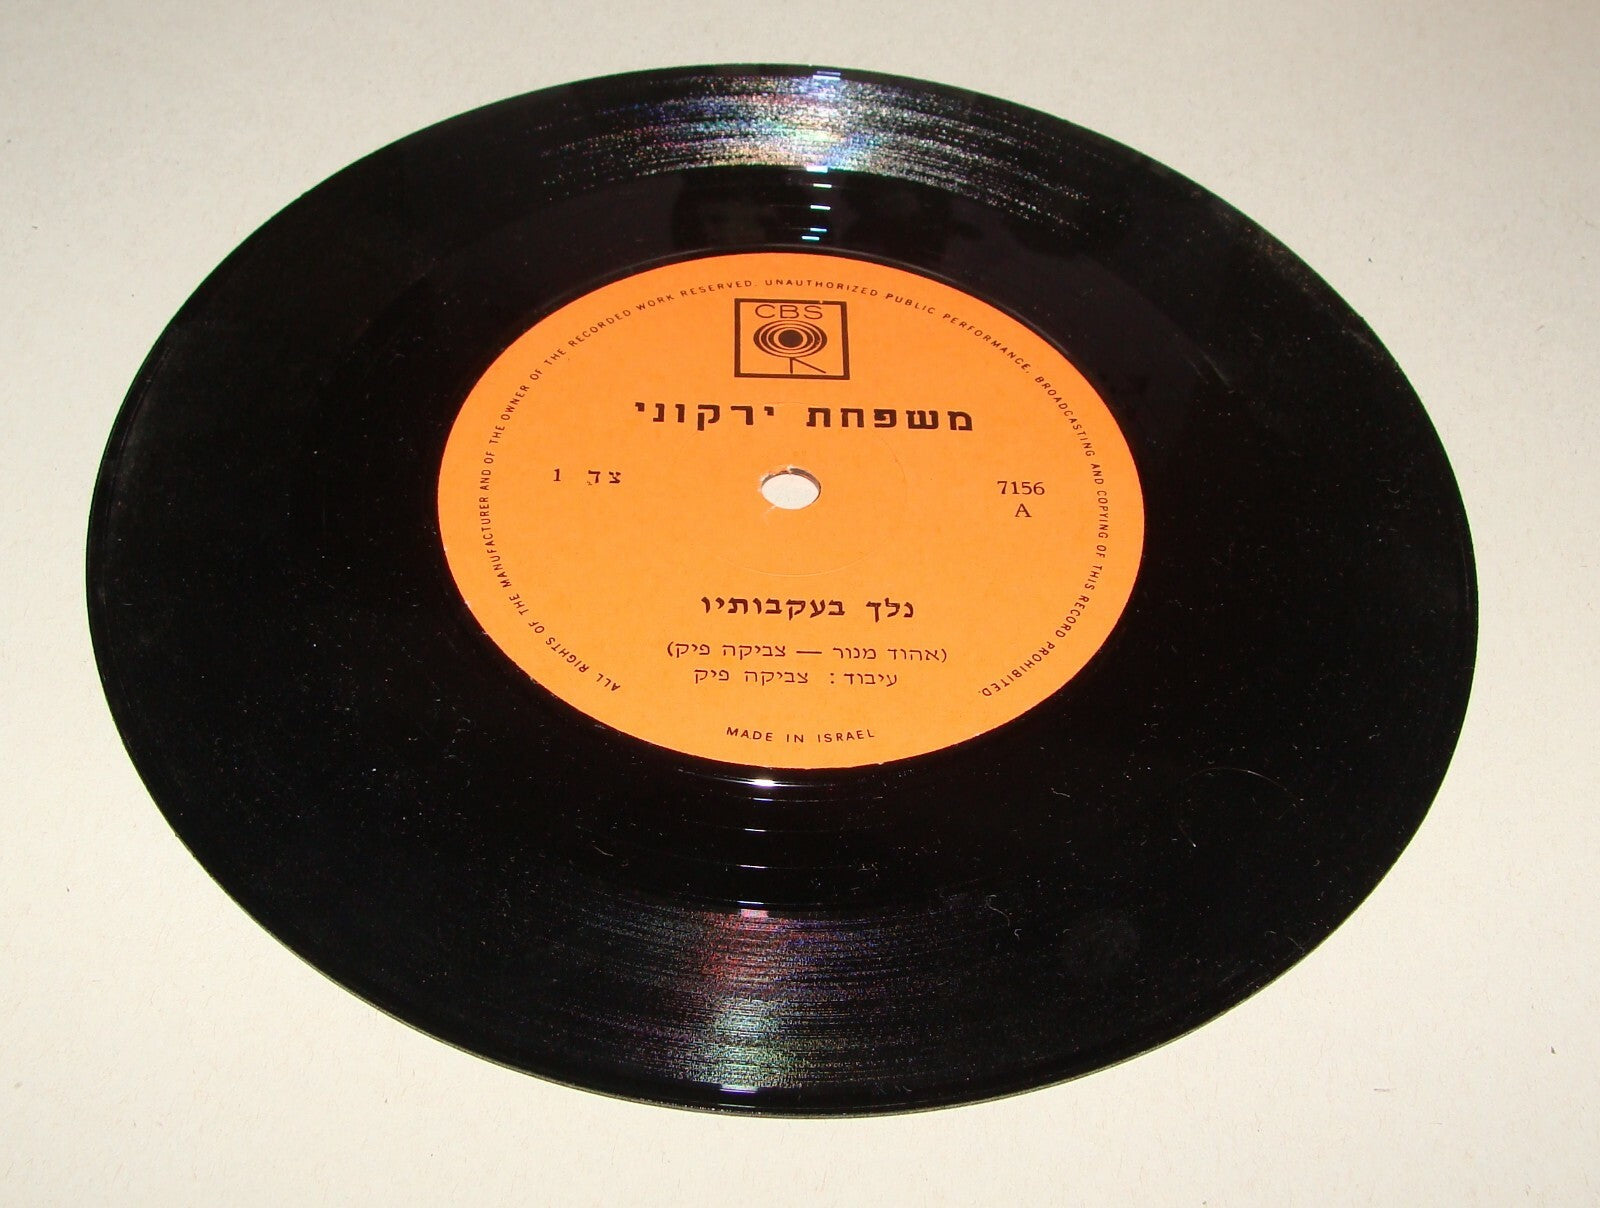 ALL RIGHTS OF THE MANUFACTURER AND OF THE OWNER OF THE RECORDED WORK RESERVED. UNAUTHORIZED PUBLIC PERFORMANCE, BROADCASTING AND COPYING OF THIS RECORD PROHIBITED.
CBS
משפחת ירקוני
צד 1
7156
A
נלך בעקבותיו
(אהוד מנור — צביקה פיק)
עיבוד: צביקה פיק
MADE IN ISRAEL